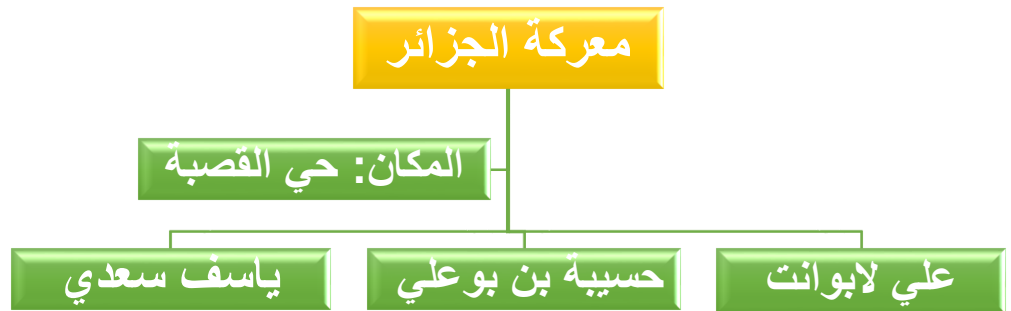 معركة الجزائر
المكان: حي القصبة
علي لابوانت
حسيبة بن بوعلي
ياسف سعدي